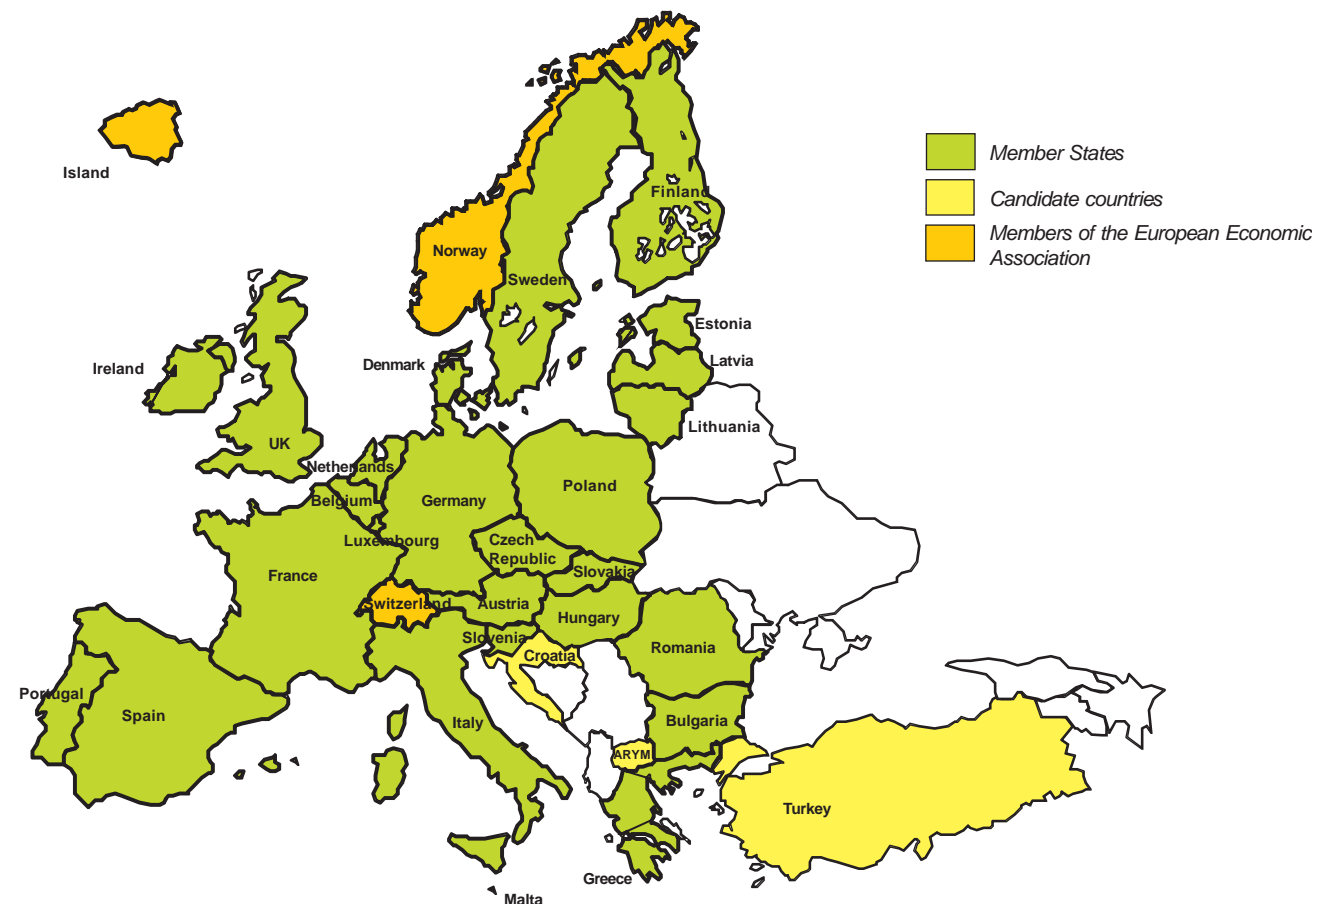 Member States
Candidate countries
Members of the European Economic
Association
Island
Finland
Norway
Sweden
Estonia
Ireland
Denmark
Latvia
Lithuania
UK
Netherlands
Poland
Belgium
Germany
Luxembourg
Czech
Republic
Slovakia
France
Switzerland
Austria
Hungary
Slovenia
Croatia
Romania
Portugal
Spain
Italy
Bulgaria
ARYM
Turkey
Greece
Malta